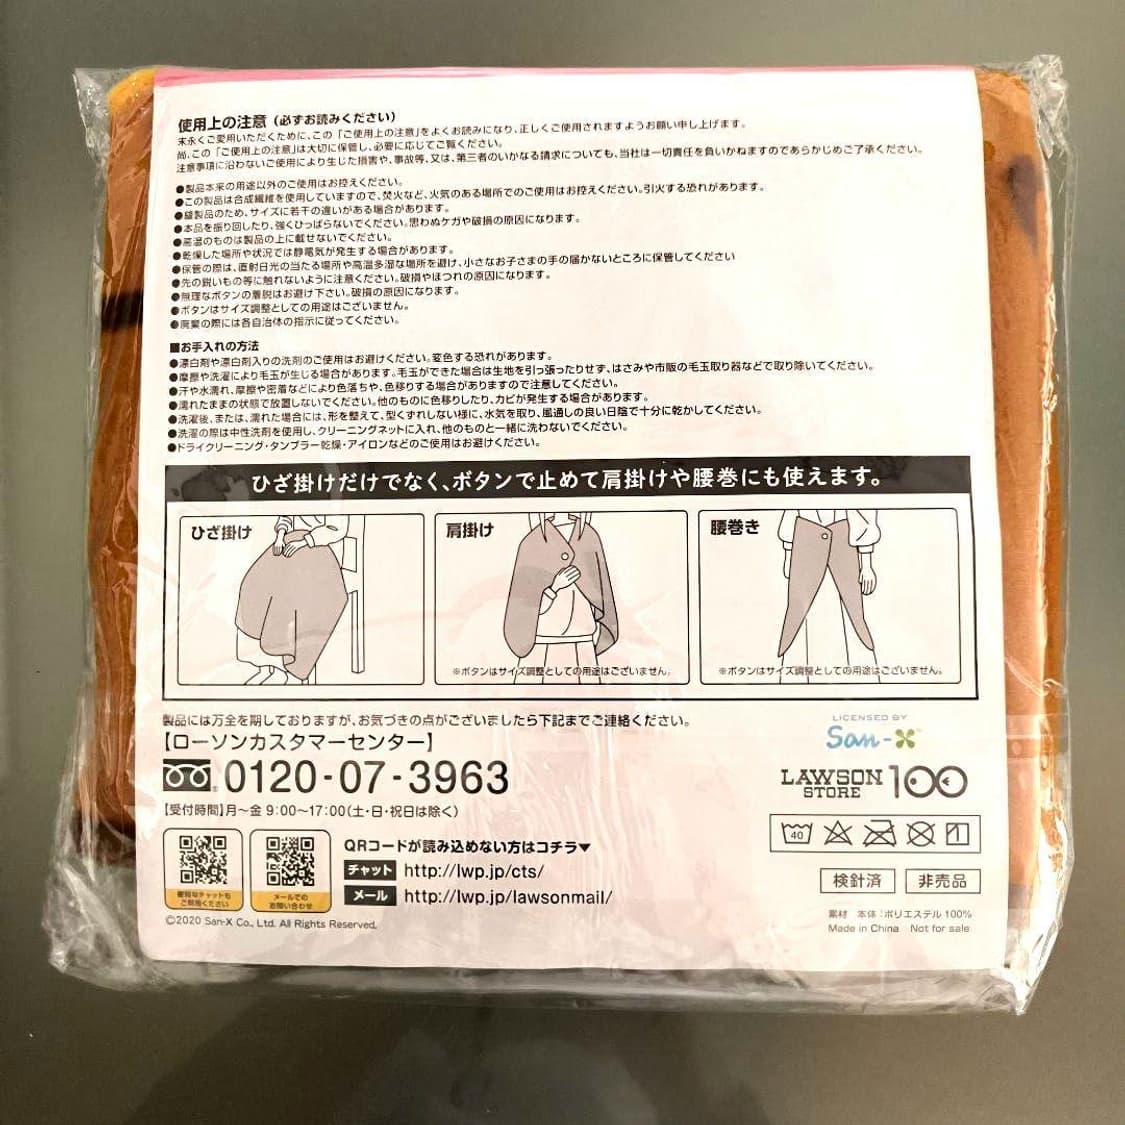 使用上の注意（必ずお読みください）
末永くご愛用いただくために、この「ご使用上の注意」をよくお読みになり、正しくご使用されますようお願い申し上げます。
尚、この「ご使用上の注意」は大切に保管し、必要に応じてご覧ください。
注意事項に沿わないご使用により生じた損害や、事故等、又は、第三者のいかなる請求についても、当社は一切責任を負いかねますのであらかじめご了承ください。
●製品本来の用途以外のご使用はお控えください。
●この製品は合成繊維を使用していますので、焚火など、火気のある場所でのご使用はお控えください。引火する恐れがあります。
●縫製品のため、サイズに若干の違いがある場合があります。
●本品を振り回したり、強くひっぱらないでください。思わぬケガや破損の原因になります。
●高温のものは製品の上に載せないでください。
●乾燥した場所や状況では静電気が発生する場合があります。
●保管の際は、直射日光の当たる場所や高温多湿な場所を避け、小さなお子さまの手の届かないところに保管してください
●先の鋭いもの等に触れないように注意ください。破損やほつれの原因になります。
●無理なボタンの着脱はお避け下さい。破損の原因になります。
●ボタンはサイズ調整としての用途はございません。
●廃棄の際には各自治体の指示に従ってください。
■お手入れの方法
●漂白剤や漂白剤入りの洗剤のご使用はお避けください。変色する恐れがあります。
●摩擦や洗濯により毛玉が生じる場合があります。毛玉ができた場合は生地を引っ張ったりせず、はさみや市販の毛玉取り器などで取り除いてください。
●汗や水濡れ、摩擦や密着などにより色落ちや、色移りする場合がありますので注意してください。
●濡れたままの状態で放置しないでください。他のものに色移りしたり、カビが発生する場合があります。
●洗濯後、または、濡れた場合には、形を整えて、型くずれしない様に、水気を取り、風通しの良い日陰で十分に乾かしてください。
●洗濯の際は中性洗剤を使用し、クリーニングネットに入れ、他のものと一緒に洗わないでください。
●ドライクリーニング・タンブラー乾燥・アイロンなどのご使用はお避けください。
ひざ掛けだけでなく、ボタンで止めて肩掛けや腰巻にも使えます。
ひざ掛け
肩掛け
※ボタンはサイズ調整としての用途はございません。
腰巻き
※ボタンはサイズ調整としての用途はございません。
製品には万全を期しておりますが、お気づきの点がございましたら下記までご連絡ください。
【ローソンカスタマーセンター】
0120-07-3963
【受付時間】月～金 9:00～17:00（土・日・祝日は除く）
便利なチャットも
ご利用ください
メールでの
お問い合わせ
QRコードが読み込めない方はコチラ▼
チャット http://lwp.jp/cts/
メール http://lwp.jp/lawsonmail/
©2020 San-X Co., Ltd. All Rights Reserved.
LICENSED BY
San-X
LAWSON STORE 100
40
検針済 非売品
素材 本体：ポリエステル 100%
Made in China Not for sale